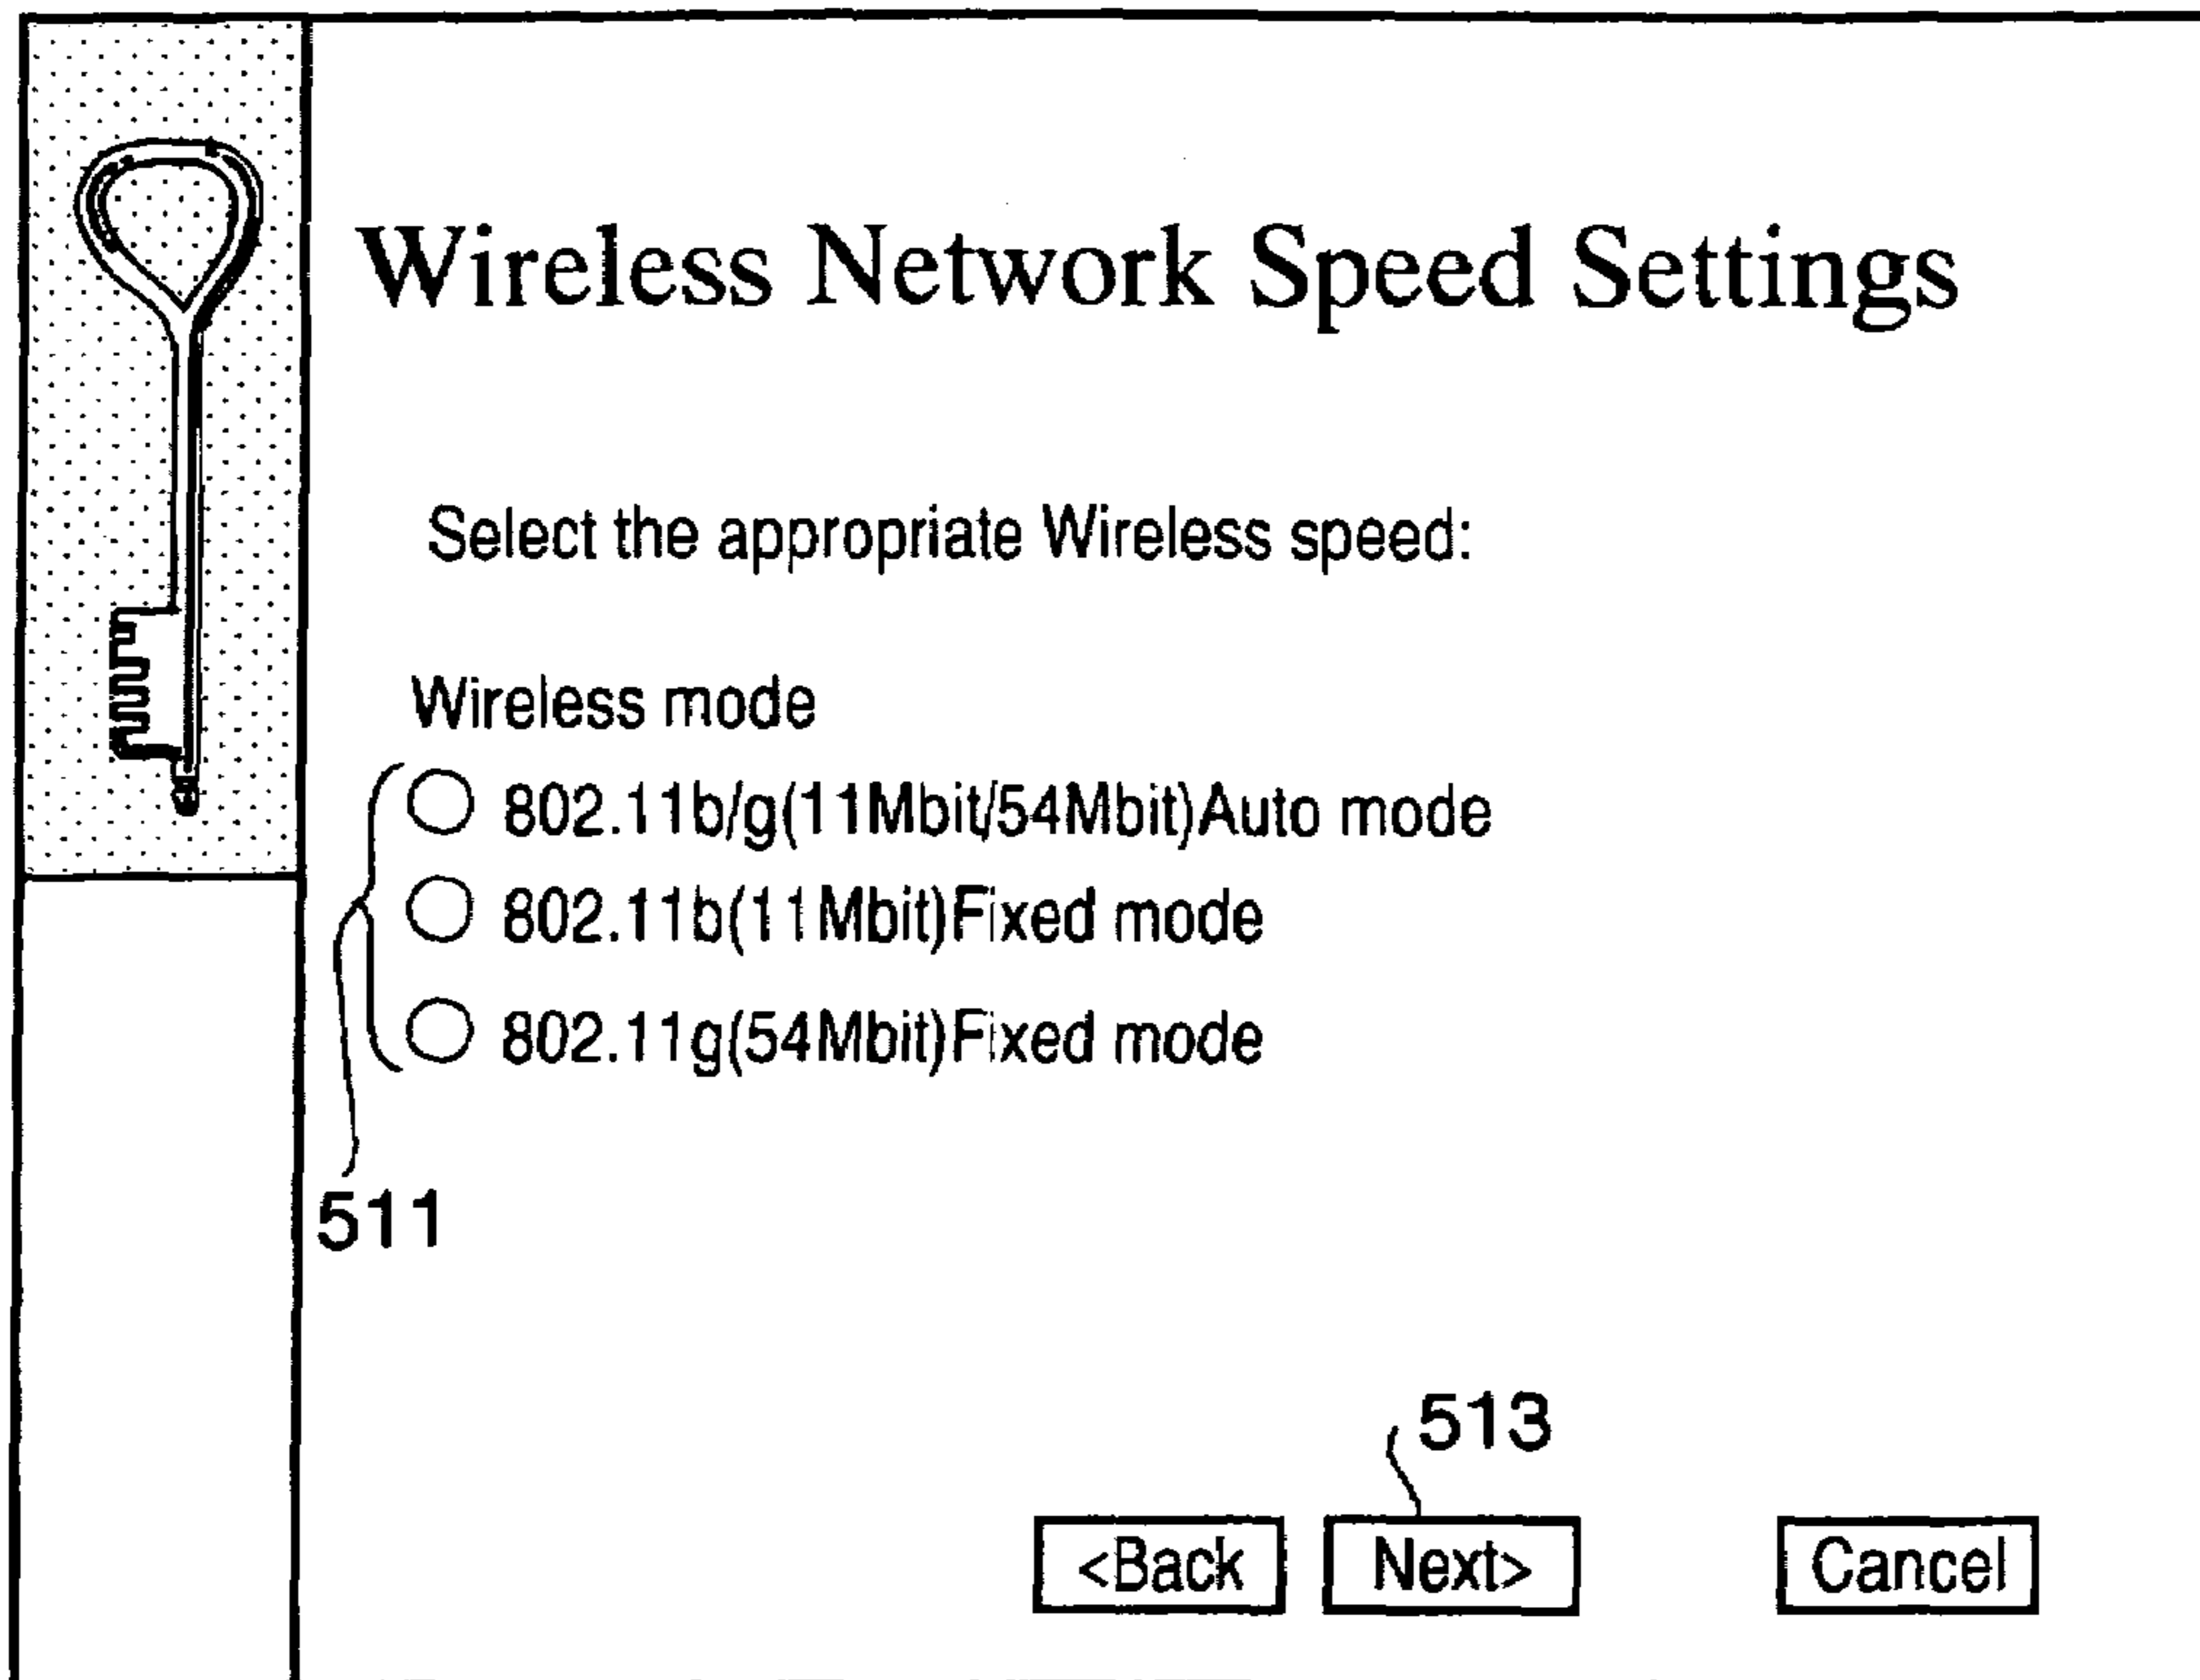 Wireless Network Speed Settings
Select the appropriate Wireless speed:
Wireless mode
802.11b/g(11Mbit/54Mbit)Auto mode
802.11b(11Mbit)Fixed mode
802.11g(54Mbit)Fixed mode
511
513
<Back Next> Cancel